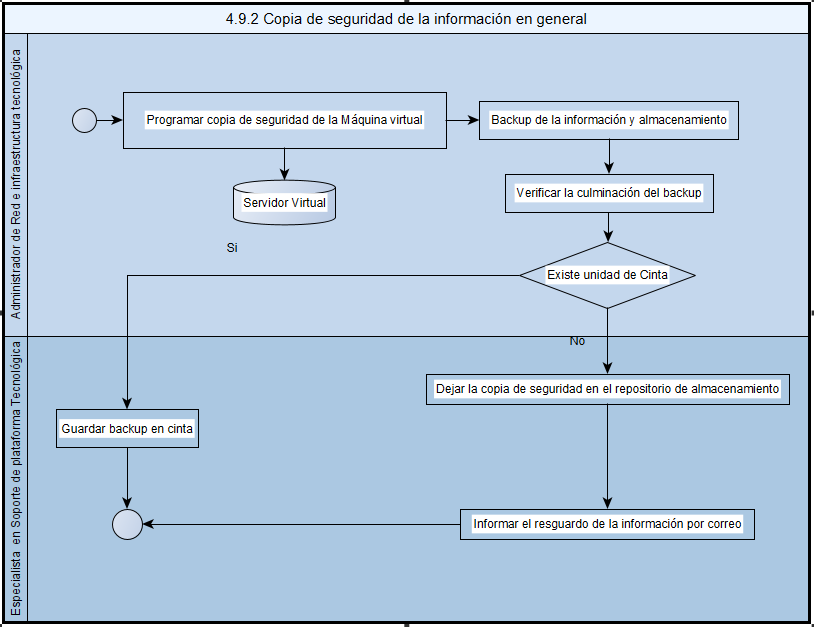 4.9.2 Copia de seguridad de la información en general
Administrador de Red e infraestructura tecnológica
Programar copia de seguridad de la Máquina virtual
Backup de la información y almacenamiento
Servidor Virtual
Verificar la culminación del backup
Si
Existe unidad de Cinta
No
Especialista en Soporte de plataforma Tecnológica
Dejar la copia de seguridad en el repositorio de almacenamiento
Guardar backup en cinta
Informar el resguardo de la información por correo